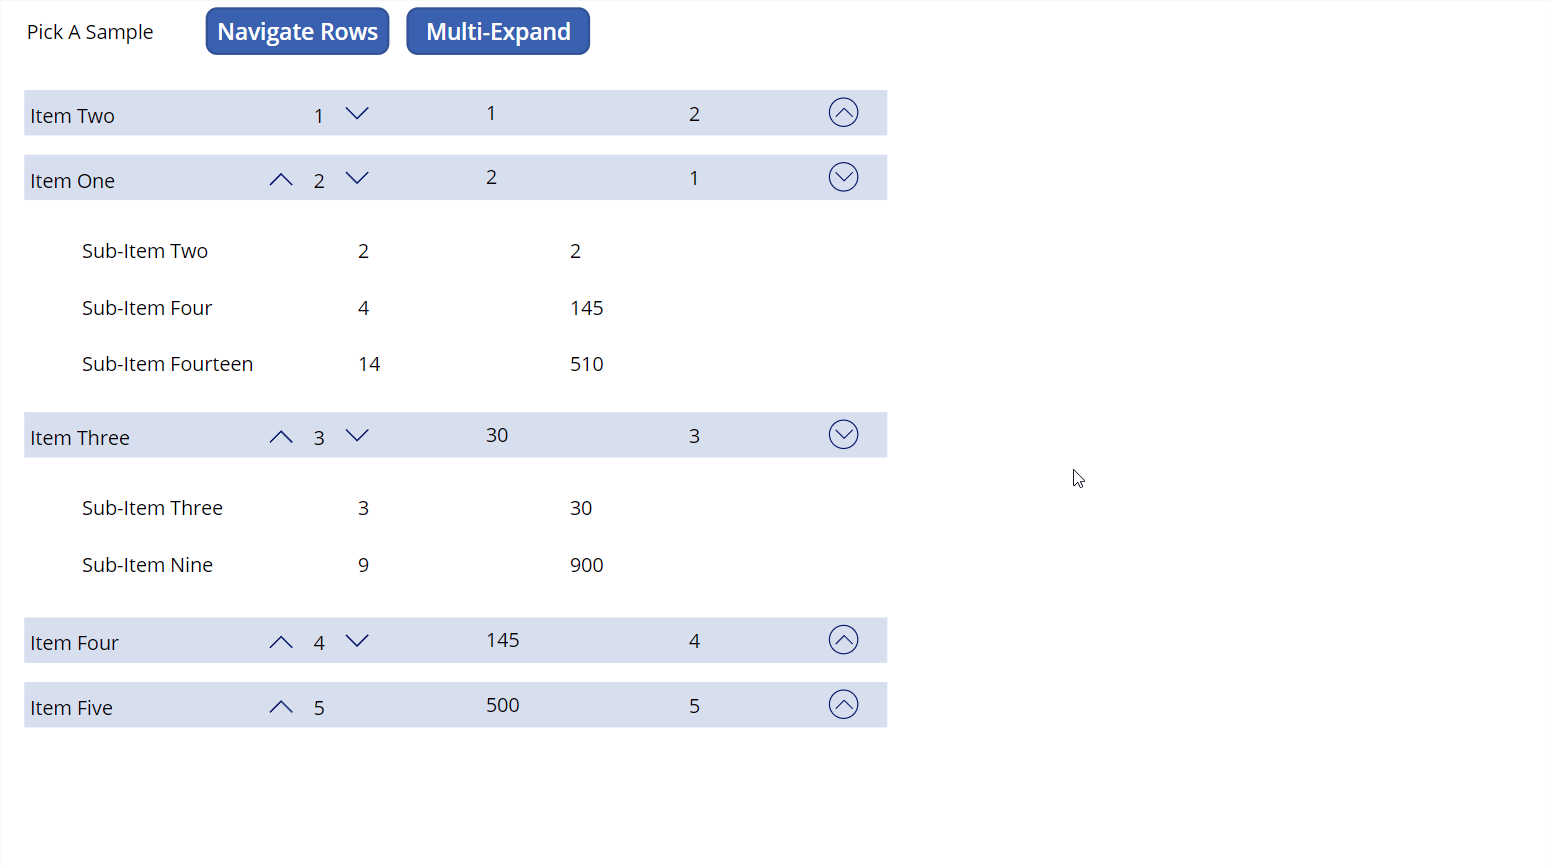 Pick A Sample Navigate Rows Multi-Expand
Item Two 1 1 2
Item One 2 2 1
Sub-Item Two 2 2
Sub-Item Four 4 145
Sub-Item Fourteen 14 510
Item Three 3 30 3
Sub-Item Three 3 30
Sub-Item Nine 9 900
Item Four 4 145 4
Item Five 5 500 5